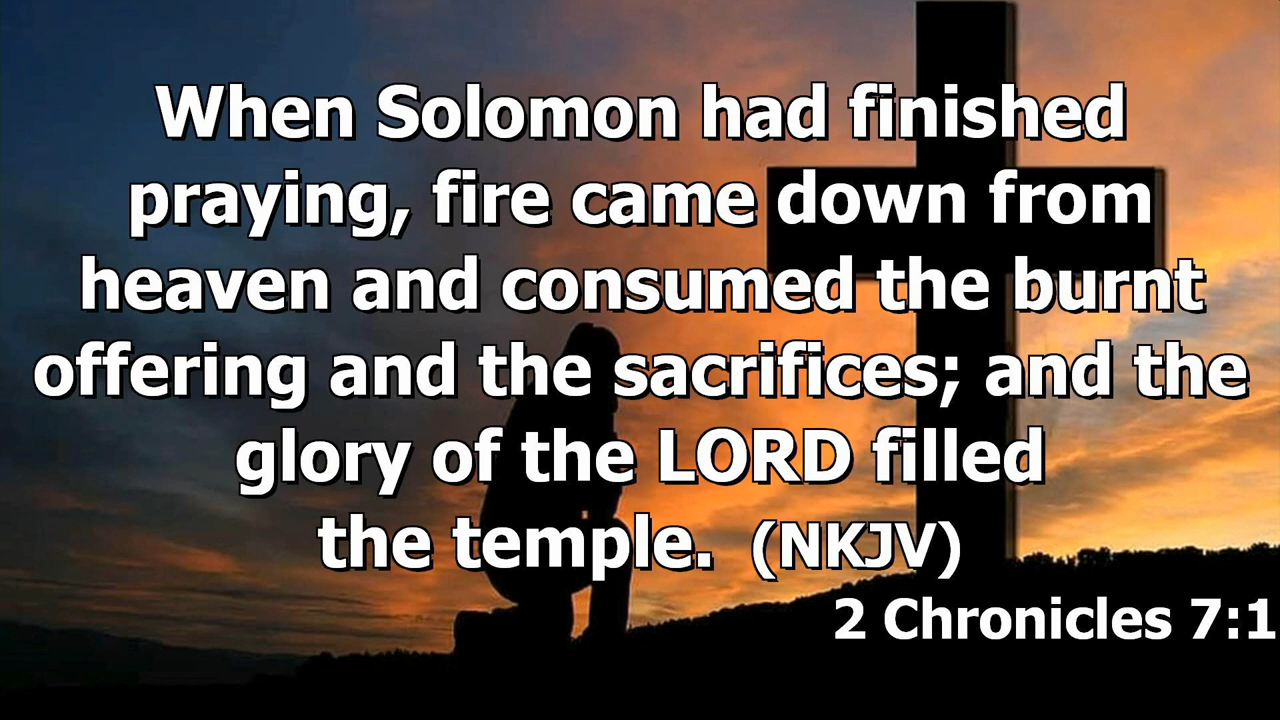 When Solomon had finished
praying, fire came down from
heaven and consumed the burnt
offering and the sacrifices; and the
glory of the LORD filled
the temple. (NKJV)
2 Chronicles 7:1